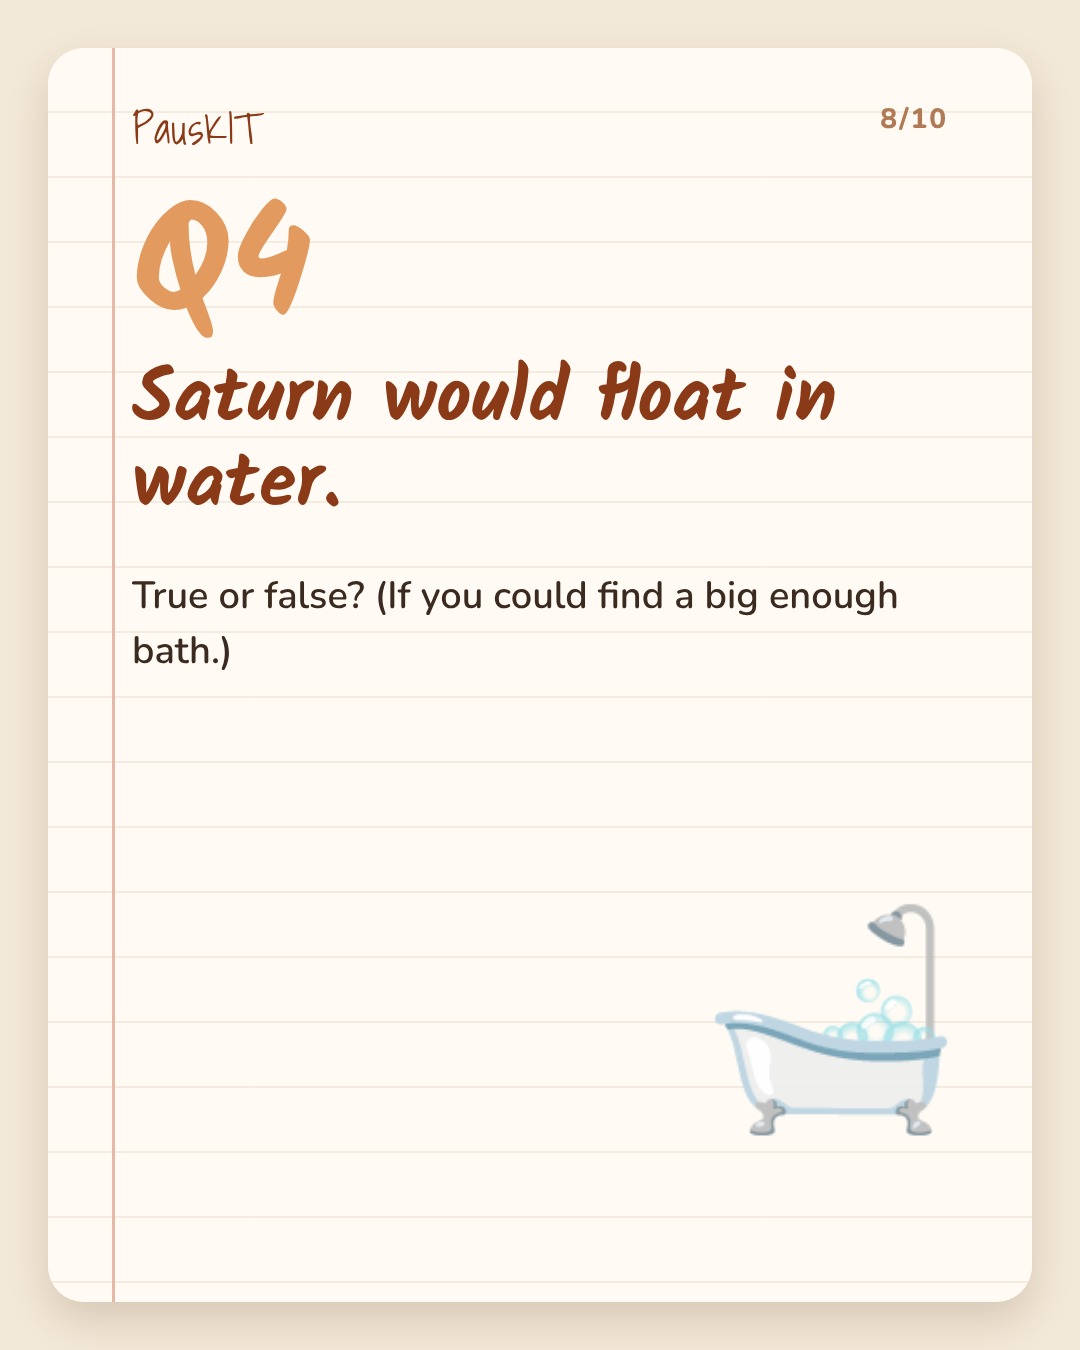 PausKIT
8/10
Q4
Saturn would float in
water.
True or false? (If you could find a big enough
bath.)